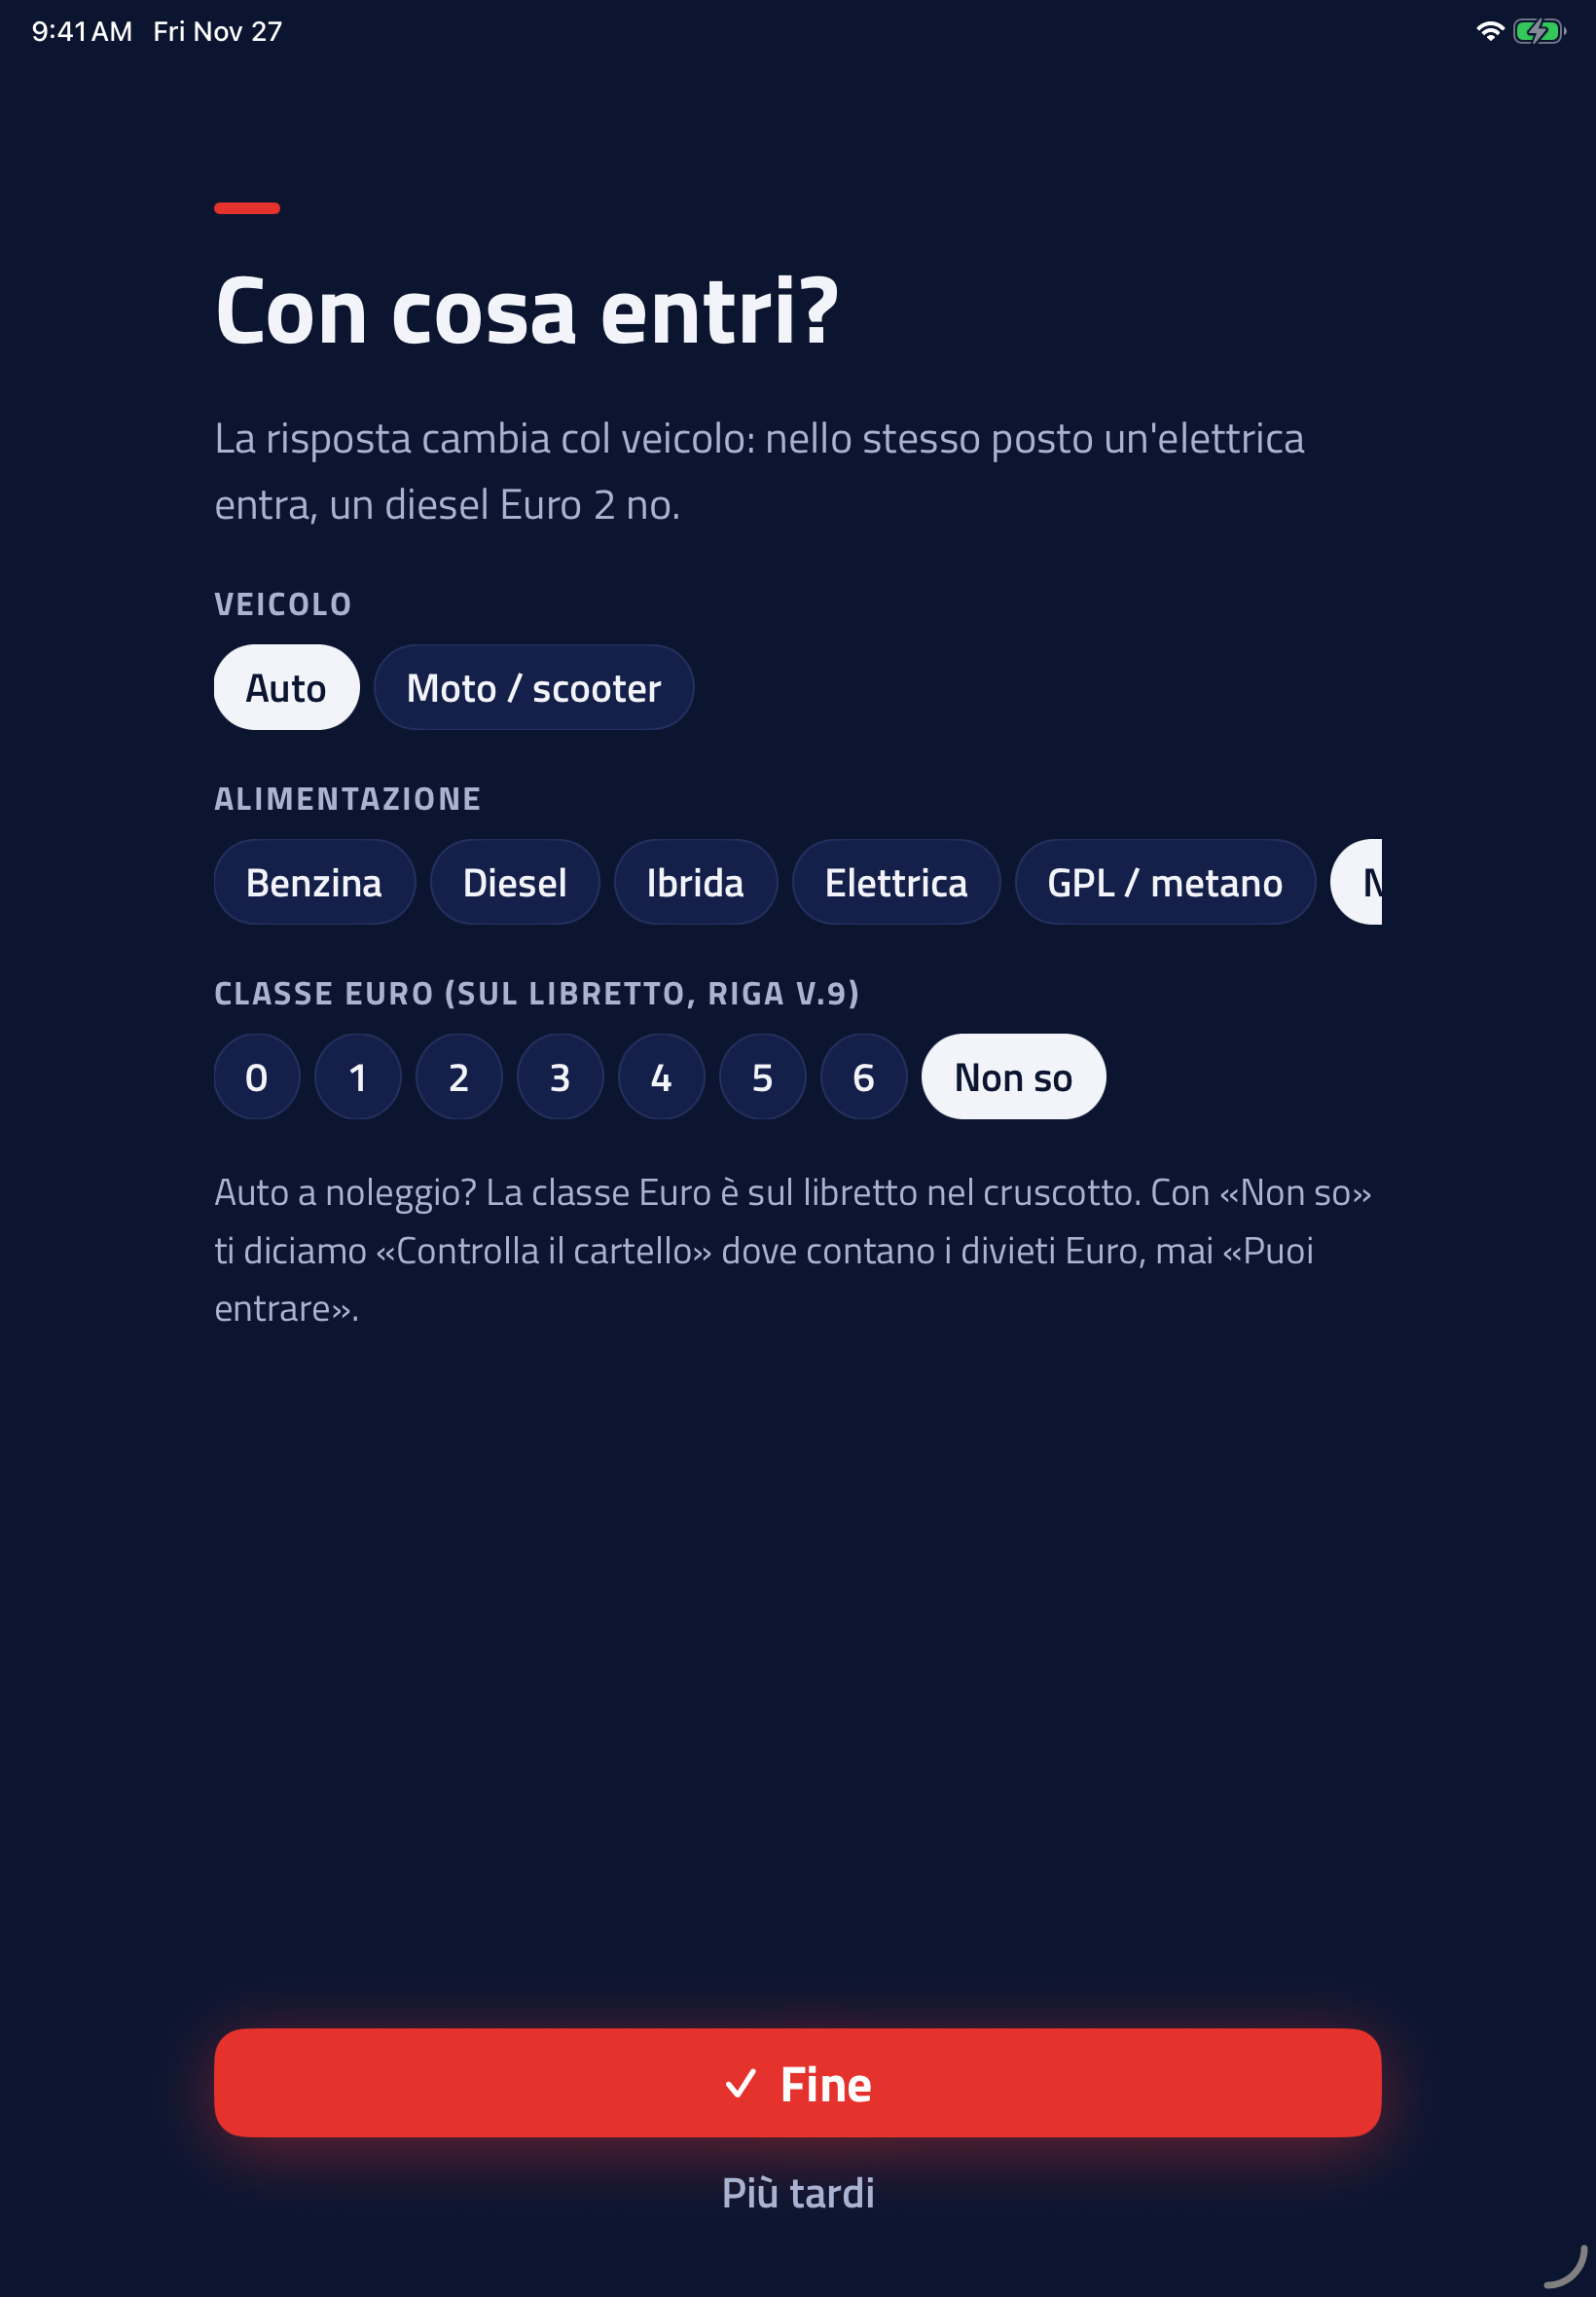 9:41 AM Fri Nov 27
Con cosa entri?
La risposta cambia col veicolo: nello stesso posto un'elettrica
entra, un diesel Euro 2 no.
VEICOLO
Auto Moto / scooter
ALIMENTAZIONE
Benzina Diesel Ibrida Elettrica GPL / metano
CLASSE EURO (SUL LIBRETTO, RIGA V.9)
0 1 2 3 4 5 6 Non so
Auto a noleggio? La classe Euro è sul libretto nel cruscotto. Con «Non so»
ti diciamo «Controlla il cartello» dove contano i divieti Euro, mai «Puoi
entrare».
Fine
Più tardi